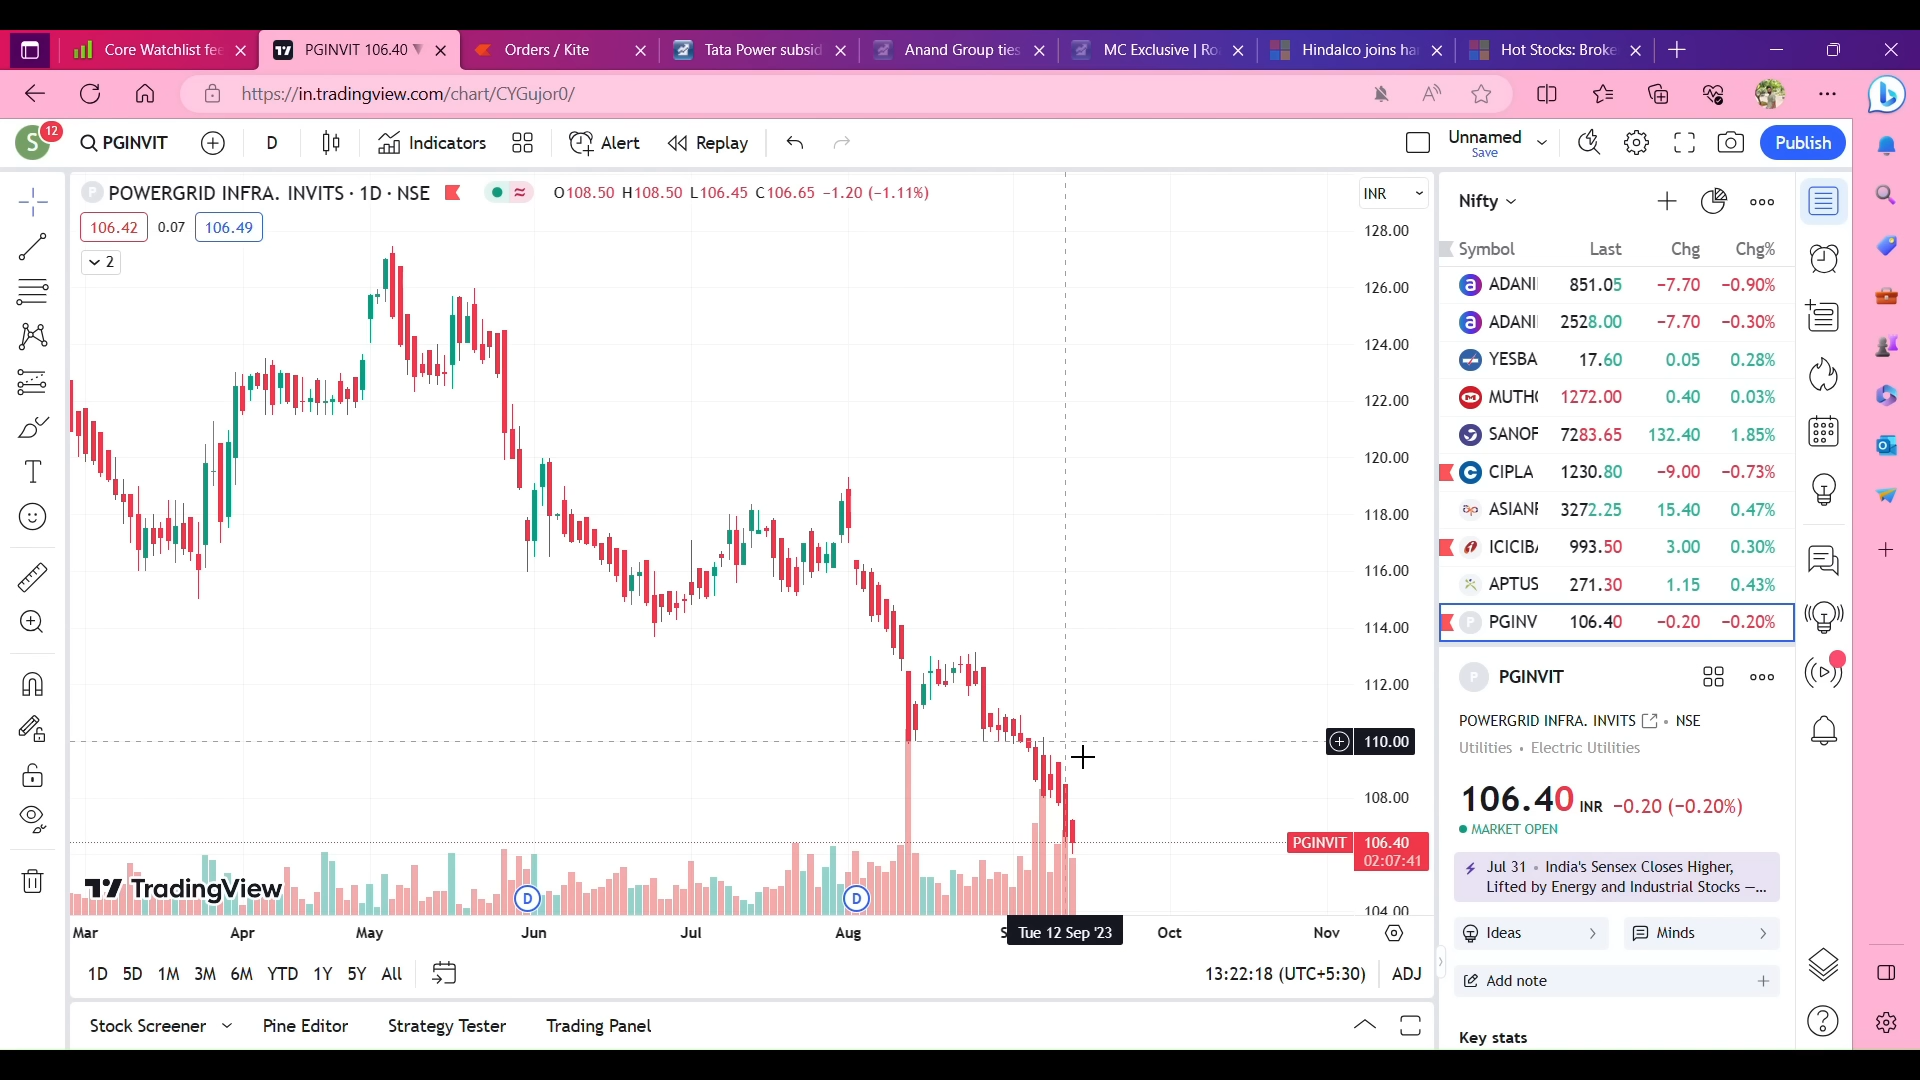 Core Watchlist fe
PGINVIT 106.40 ▼
Orders / Kite
Tata Power subsid
Anand Group ties
MC Exclusive | Ro
Hindalco joins ha
Hot Stocks: Broke
https://in.tradingview.com/chart/CYGujor0/
S
12
PGINVIT
D
Indicators
Alert
Replay
Unnamed
Save
Publish
P
POWERGRID INFRA. INVITS · 1D · NSE
O108.50 H108.50 L106.45 C106.65 −1.20 (−1.11%)
106.42
0.07
106.49
2
INR
128.00
126.00
124.00
122.00
120.00
118.00
116.00
114.00
112.00
110.00
108.00
PGINVIT
106.40
02:07:41
104.00
TradingView
D
D
Mar
Apr
May
Jun
Jul
Aug
Tue 12 Sep '23
Oct
Nov
1D 5D 1M 3M 6M YTD 1Y 5Y All
13:22:18 (UTC+5:30)
ADJ
Stock Screener
Pine Editor
Strategy Tester
Trading Panel
Nifty
Symbol Last Chg Chg%
ADANI 851.05 −7.70 −0.90%
ADANI 2528.00 −7.70 −0.30%
YESBA 17.60 0.05 0.28%
MUTH 1272.00 0.40 0.03%
SANOF 7283.65 132.40 1.85%
CIPLA 1230.80 −9.00 −0.73%
ASIANF 3272.25 15.40 0.47%
ICICIB 993.50 3.00 0.30%
APTUS 271.30 1.15 0.43%
P PGINV 106.40 −0.20 −0.20%
P PGINVIT
POWERGRID INFRA. INVITS • NSE
Utilities • Electric Utilities
106.40 INR −0.20 (−0.20%)
MARKET OPEN
Jul 31 • India's Sensex Closes Higher,
Lifted by Energy and Industrial Stocks —...
Ideas
Minds
Add note
Key stats